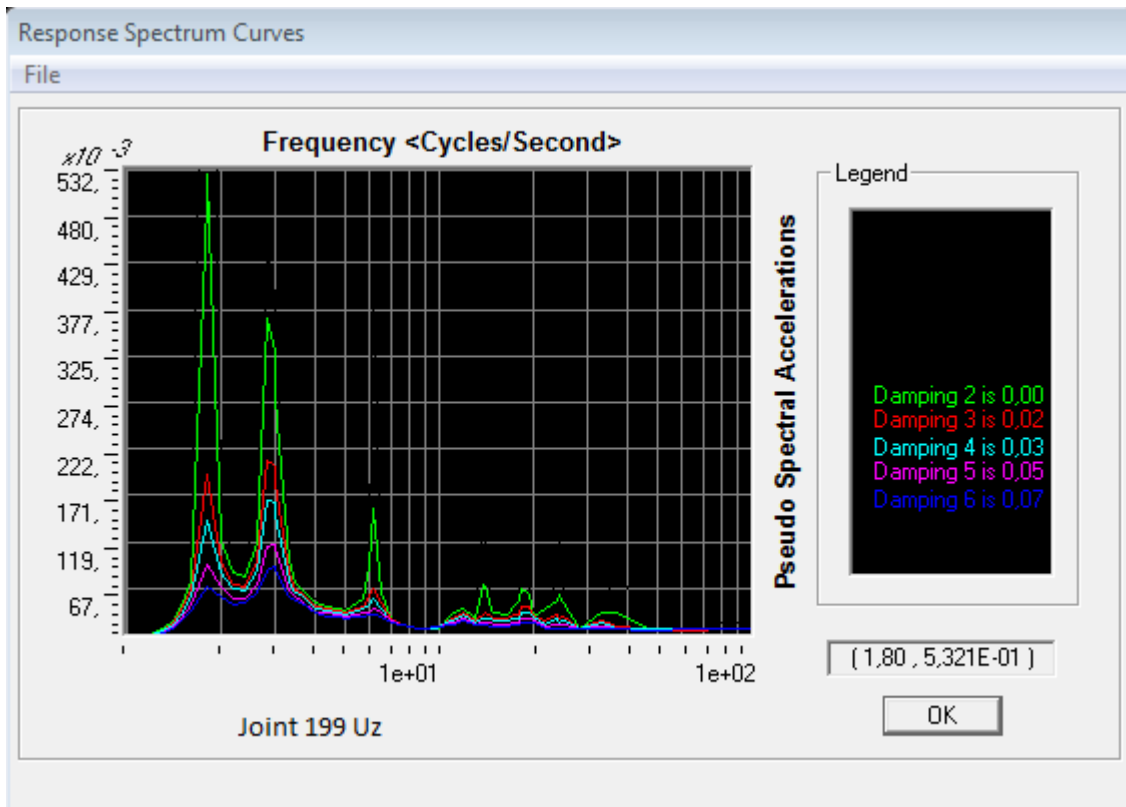 Response Spectrum Curves
File
Frequency <Cycles/Second>
x10 -3
532,
480,
429,
377,
325,
274,
222,
171,
119,
67,
1e+01
1e+02
Joint 199 Uz
Pseudo Spectral Accelerations
Legend
Damping 2 is 0,00
Damping 3 is 0,02
Damping 4 is 0,03
Damping 5 is 0,05
Damping 6 is 0,07
( 1,80 , 5,321E-01 )
OK